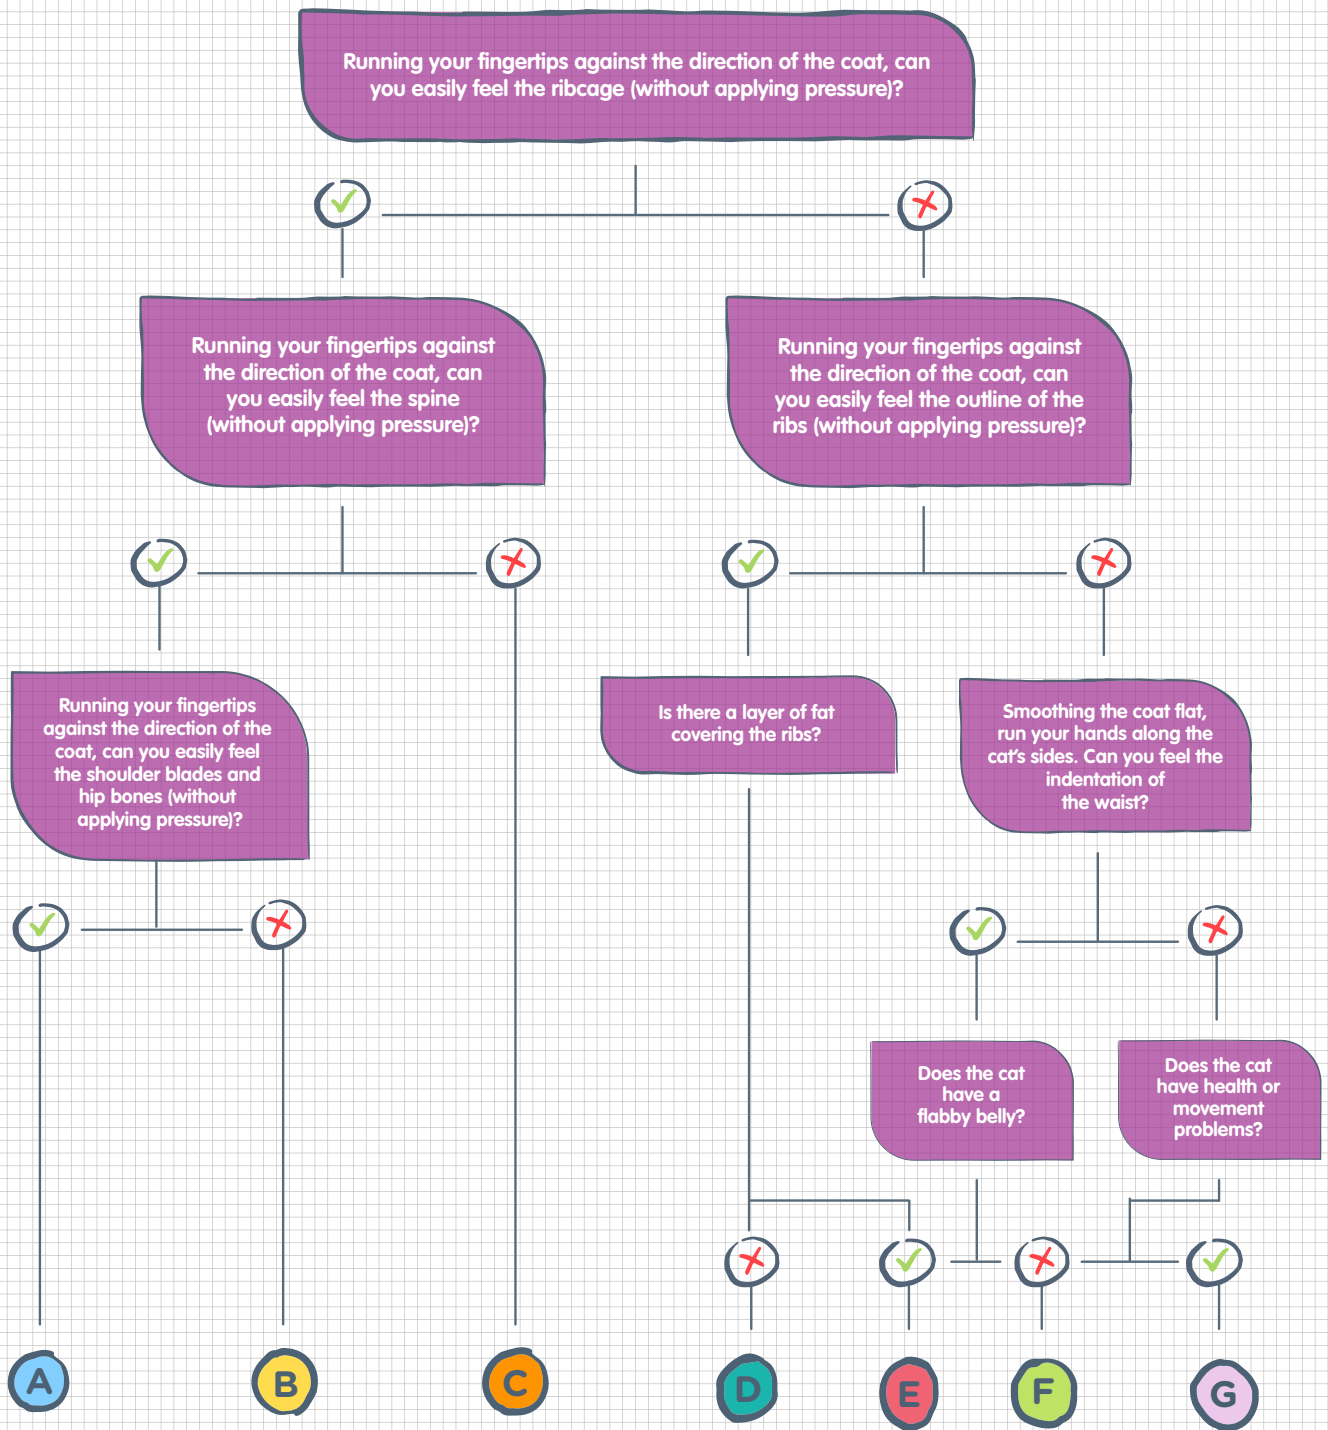 Running your fingertips against the direction of the coat, can
you easily feel the ribcage (without applying pressure)?
Running your fingertips against
the direction of the coat, can
you easily feel the spine
(without applying pressure)?
Running your fingertips against
the direction of the coat, can
you easily feel the outline of the
ribs (without applying pressure)?
Running your fingertips
against the direction of the
coat, can you easily feel
the shoulder blades and
hip bones (without
applying pressure)?
Is there a layer of fat
covering the ribs?
Smoothing the coat flat,
run your hands along the
cat's sides. Can you feel the
indentation of
the waist?
Does the cat
have a
flabby belly?
Does the cat
have health or
movement
problems?
A
B
C
D
E
F
G